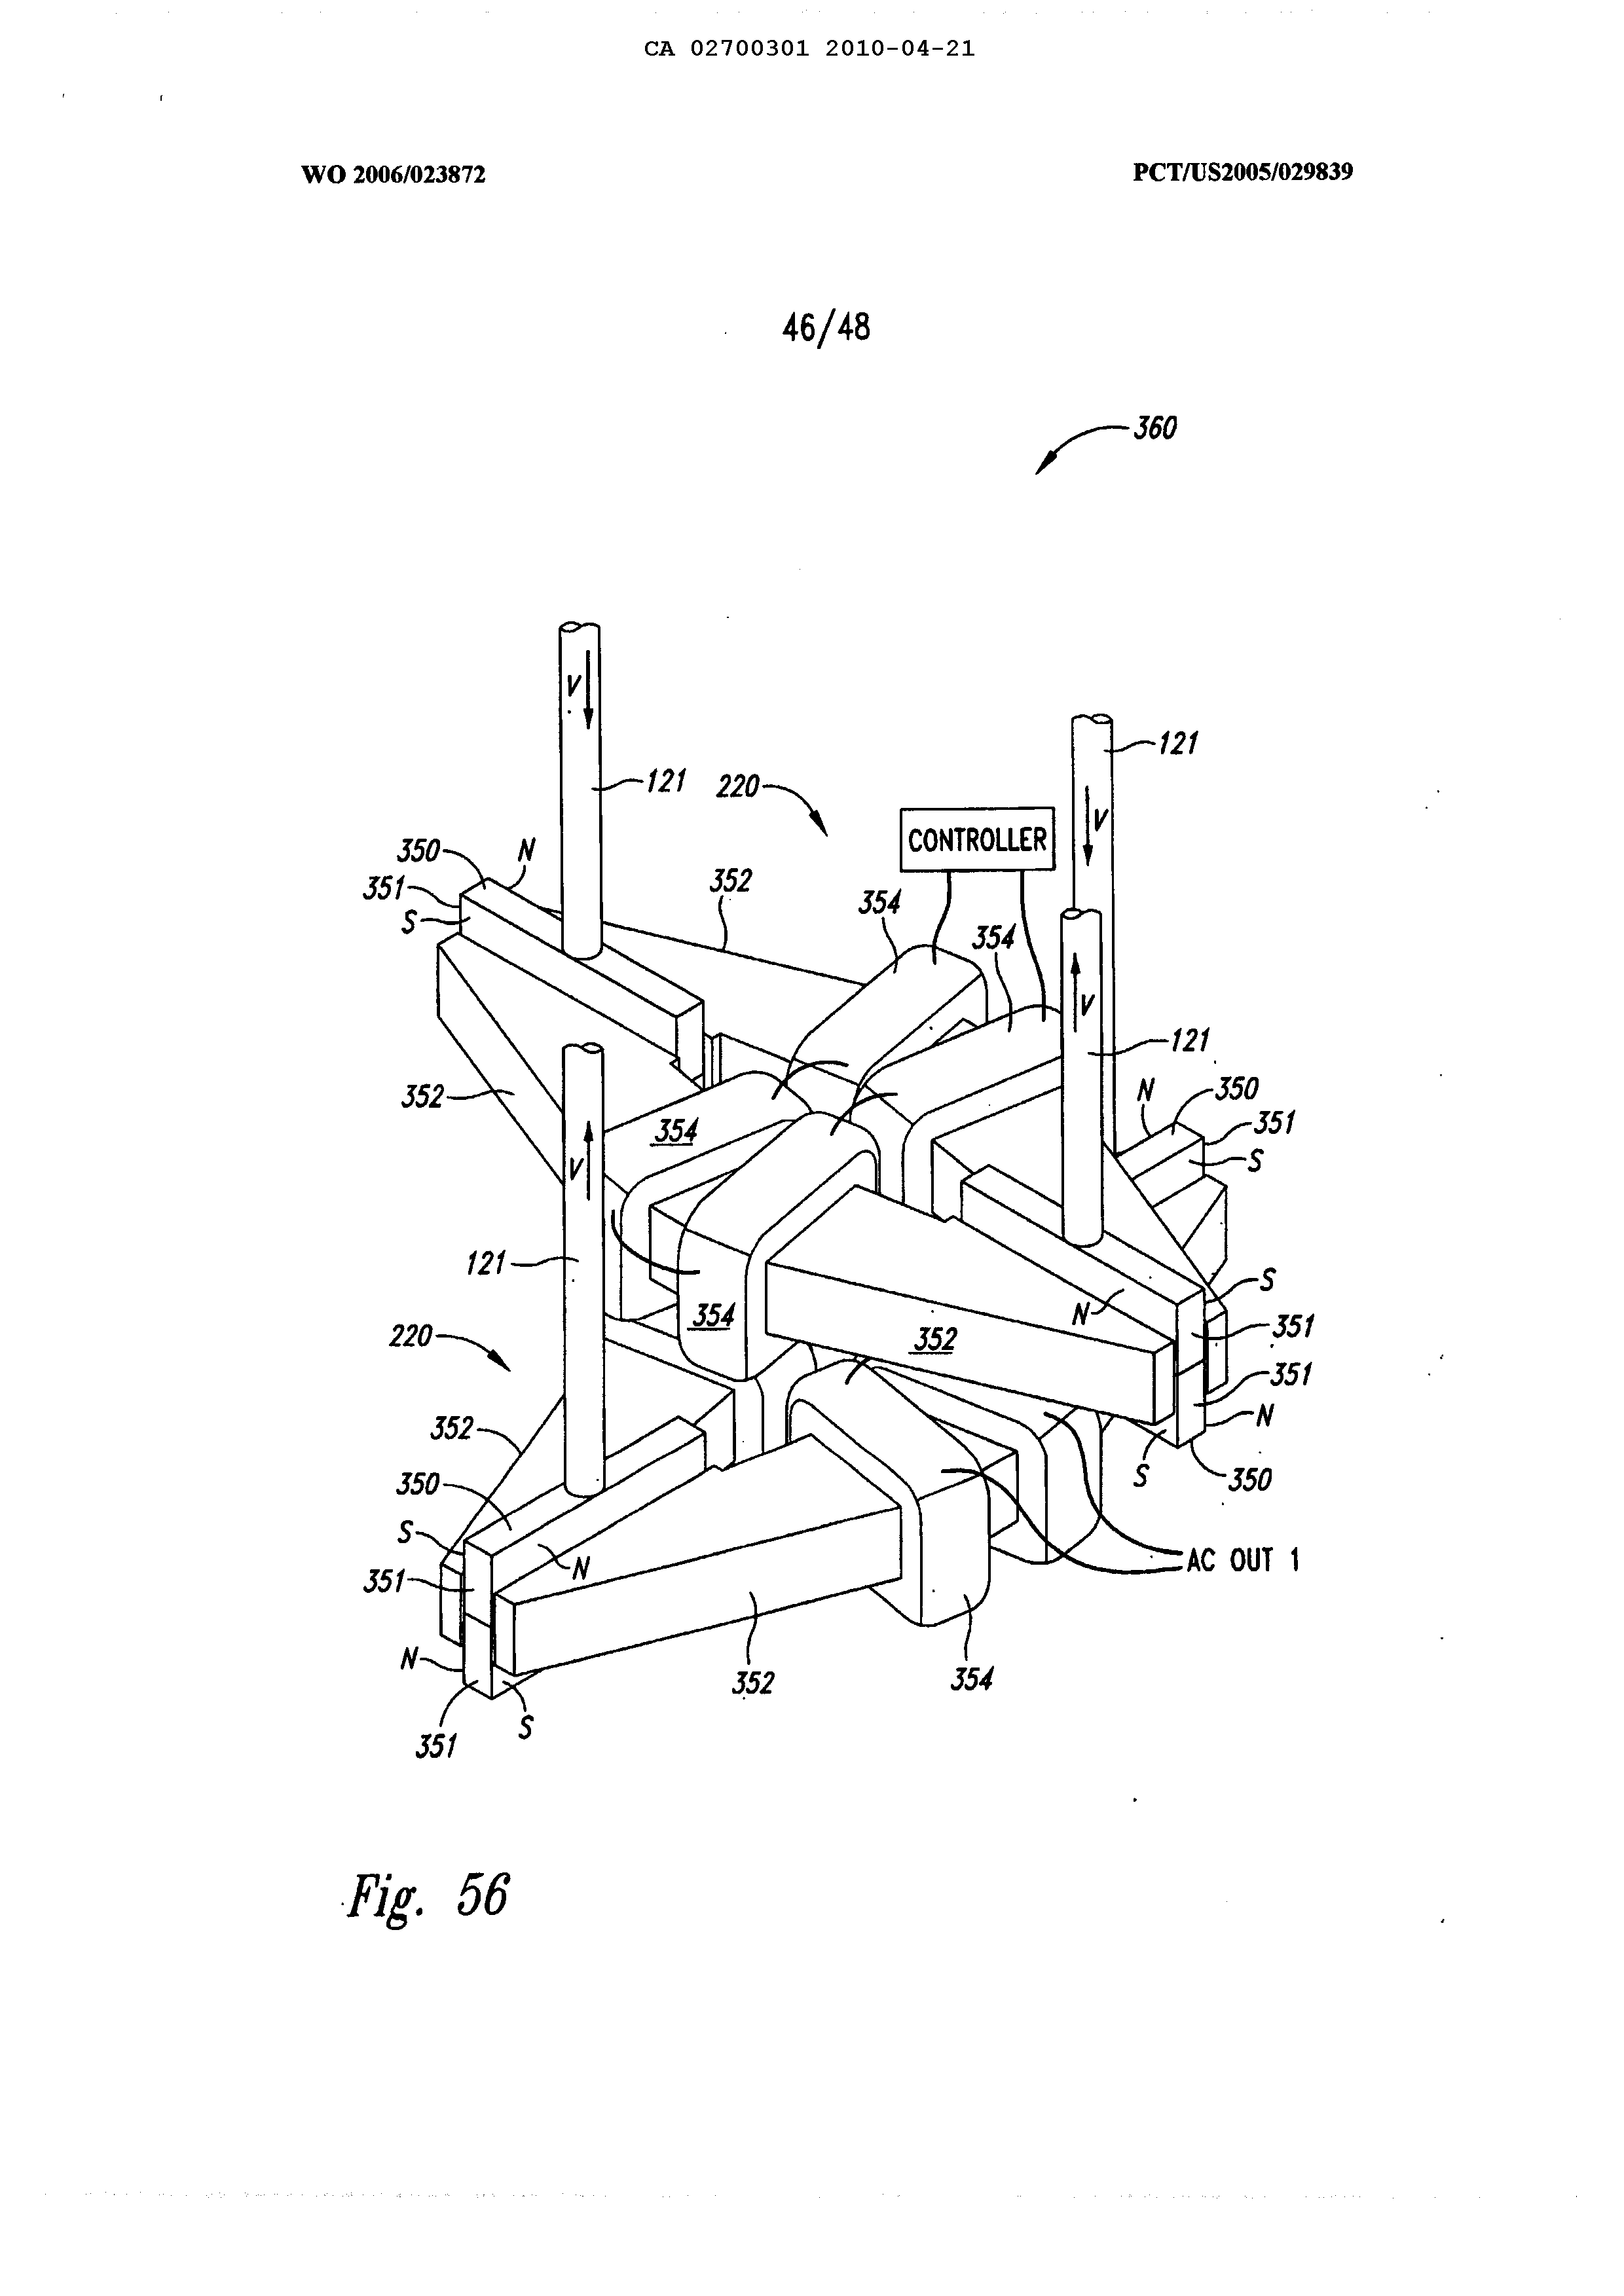 CA 02700301 2010-04-21
WO 2006/023872 PCT/US2005/029839
46/48
360
V
121
121
220
V
CONTROLLER
350 N
351
352
S
354
354
V
121
N 350
352
351
354
S
V
121
S
N
351
354
352
220
351
N
352
S
350
350
S
N
AC OUT 1
351
N
352
354
S
351
Fig. 56